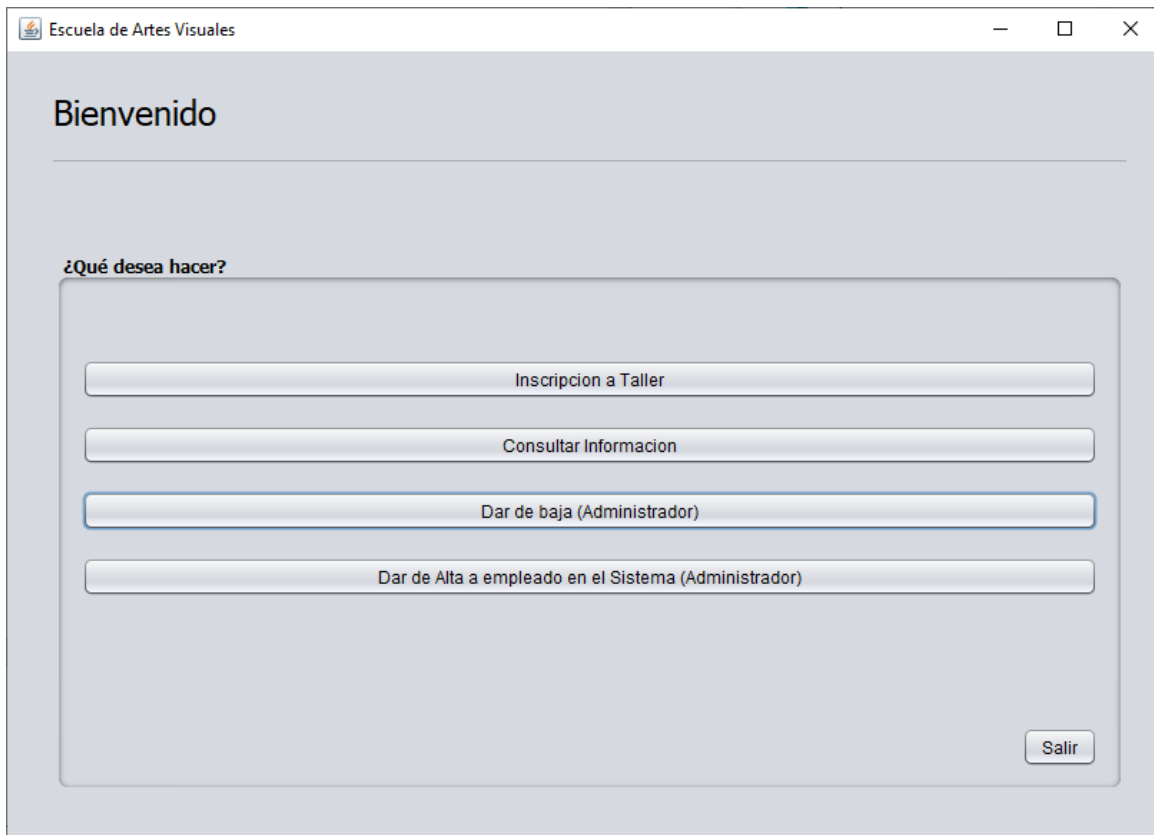 Escuela de Artes Visuales
Bienvenido
¿Qué desea hacer?
Inscripcion a Taller
Consultar Informacion
Dar de baja (Administrador)
Dar de Alta a empleado en el Sistema (Administrador)
Salir